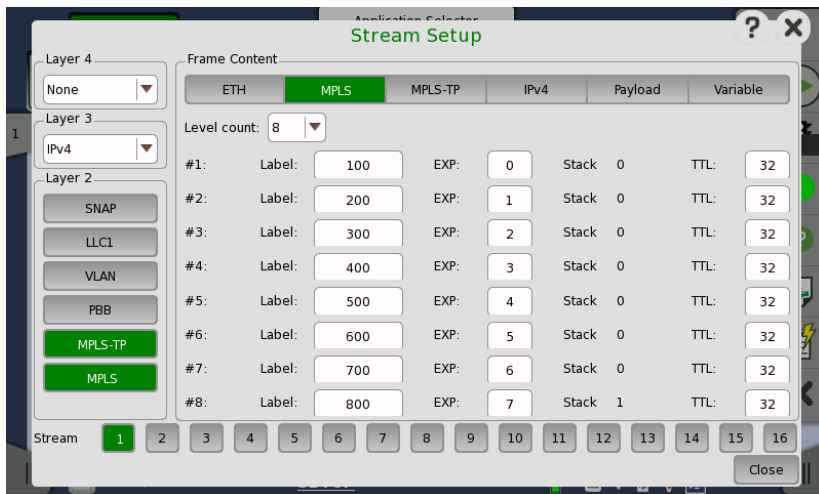 Application Selector
Stream Setup
? X
Layer 4
None
Layer 3
IPv4
Layer 2
SNAP
LLC1
VLAN
PBB
MPLS-TP
MPLS
Frame Content
ETH MPLS MPLS-TP IPv4 Payload Variable
Level count: 8
#1: Label: 100 EXP: 0 Stack 0 TTL: 32
#2: Label: 200 EXP: 1 Stack 0 TTL: 32
#3: Label: 300 EXP: 2 Stack 0 TTL: 32
#4: Label: 400 EXP: 3 Stack 0 TTL: 32
#5: Label: 500 EXP: 4 Stack 0 TTL: 32
#6: Label: 600 EXP: 5 Stack 0 TTL: 32
#7: Label: 700 EXP: 6 Stack 0 TTL: 32
#8: Label: 800 EXP: 7 Stack 1 TTL: 32
Stream 1 2 3 4 5 6 7 8 9 10 11 12 13 14 15 16
Close
1